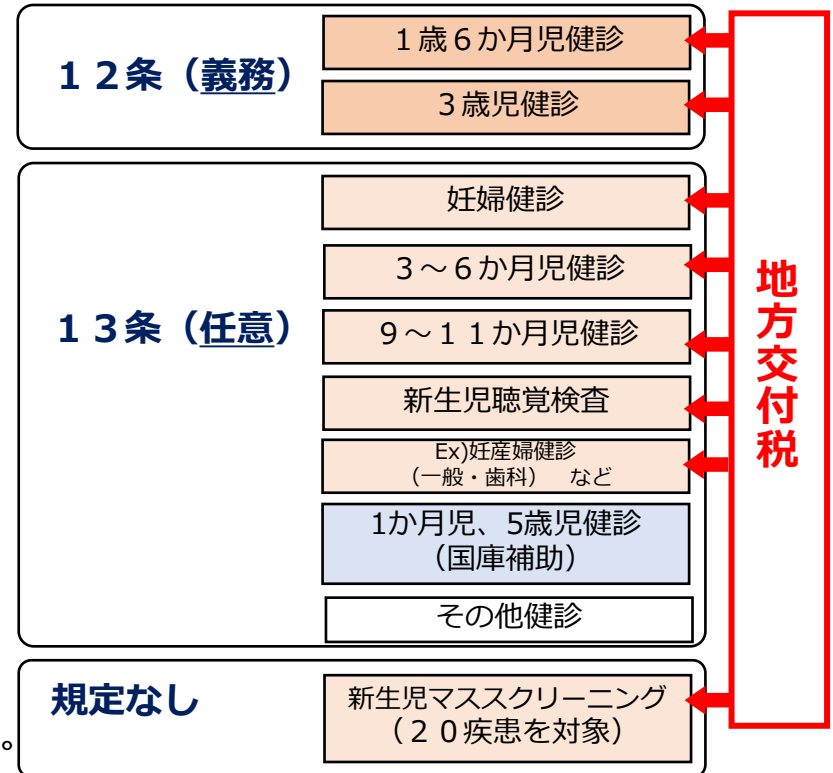 １２条（義務）
１歳６か月児健診
３歳児健診
１３条（任意）
妊婦健診
３～６か月児健診
９～１１か月児健診
新生児聴覚検査
Ex)妊産婦健診
（一般・歯科）　など
1か月児、5歳児健診
（国庫補助）
その他健診
規定なし
新生児マススクリーニング
（２０疾患を対象）
。
地方交付税